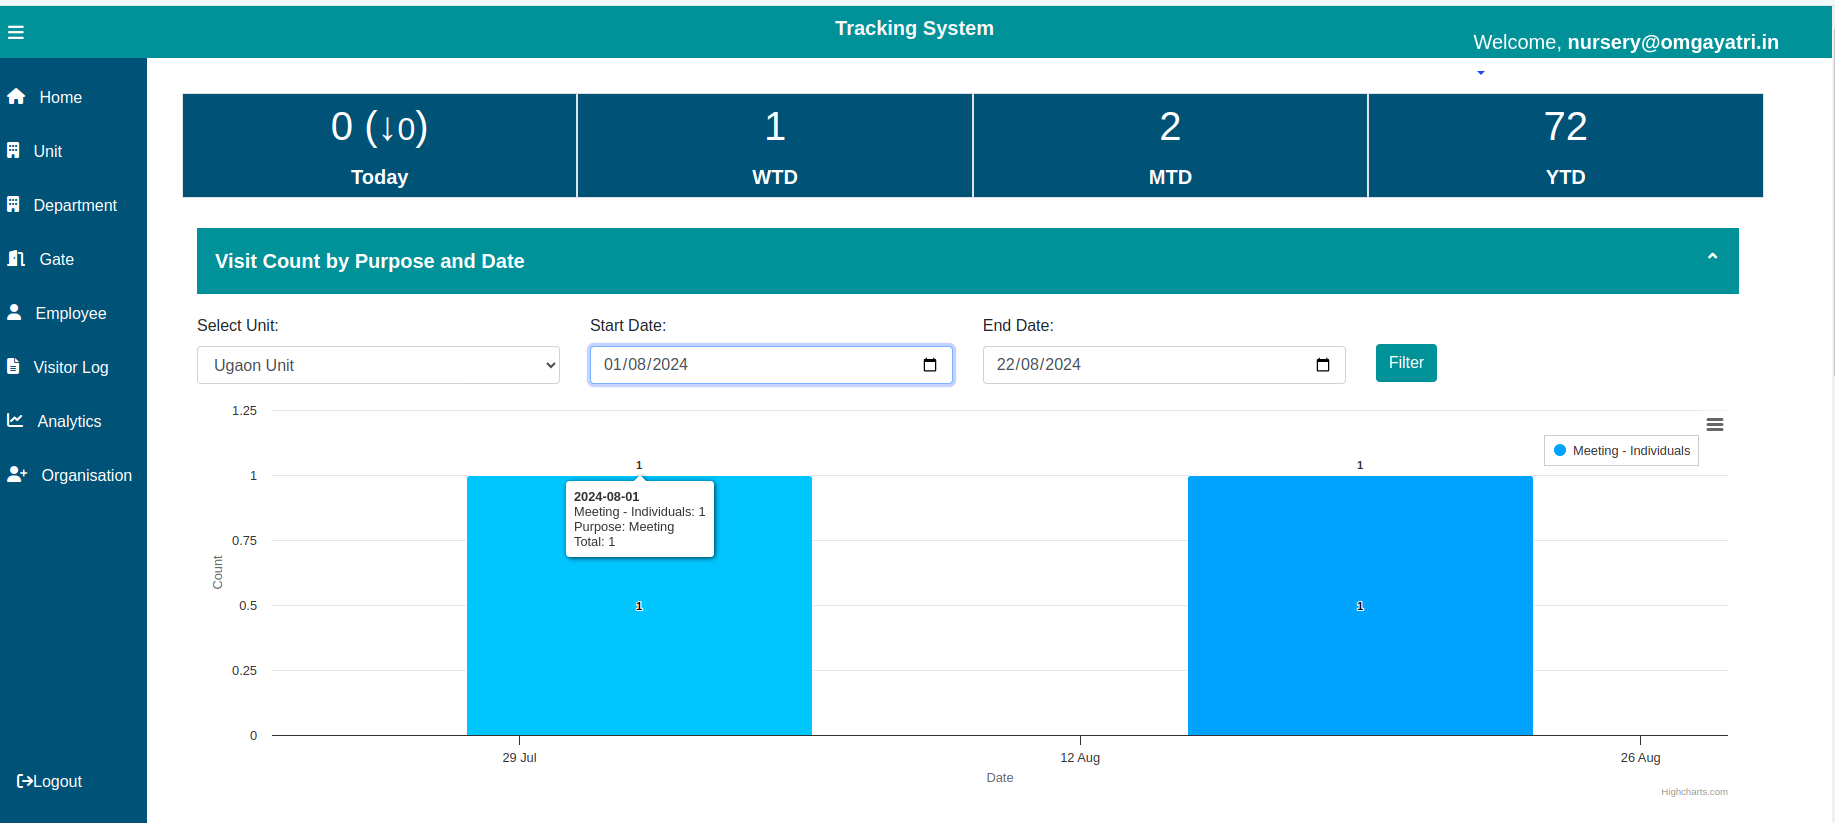 Tracking System
Welcome, nursery@omgayatri.in
Home
Unit
Department
Gate
Employee
Visitor Log
Analytics
Organisation
Logout
0 (↓0)
Today
1
WTD
2
MTD
72
YTD
Visit Count by Purpose and Date
Select Unit:
Ugaon Unit
Start Date:
01/08/2024
End Date:
22/08/2024
Filter
1.25
1
0.75
0.5
0.25
0
Count
Meeting - Individuals
1
1
2024-08-01
Meeting - Individuals: 1
Purpose: Meeting
Total: 1
1
1
29 Jul
12 Aug
26 Aug
Date
Highcharts.com